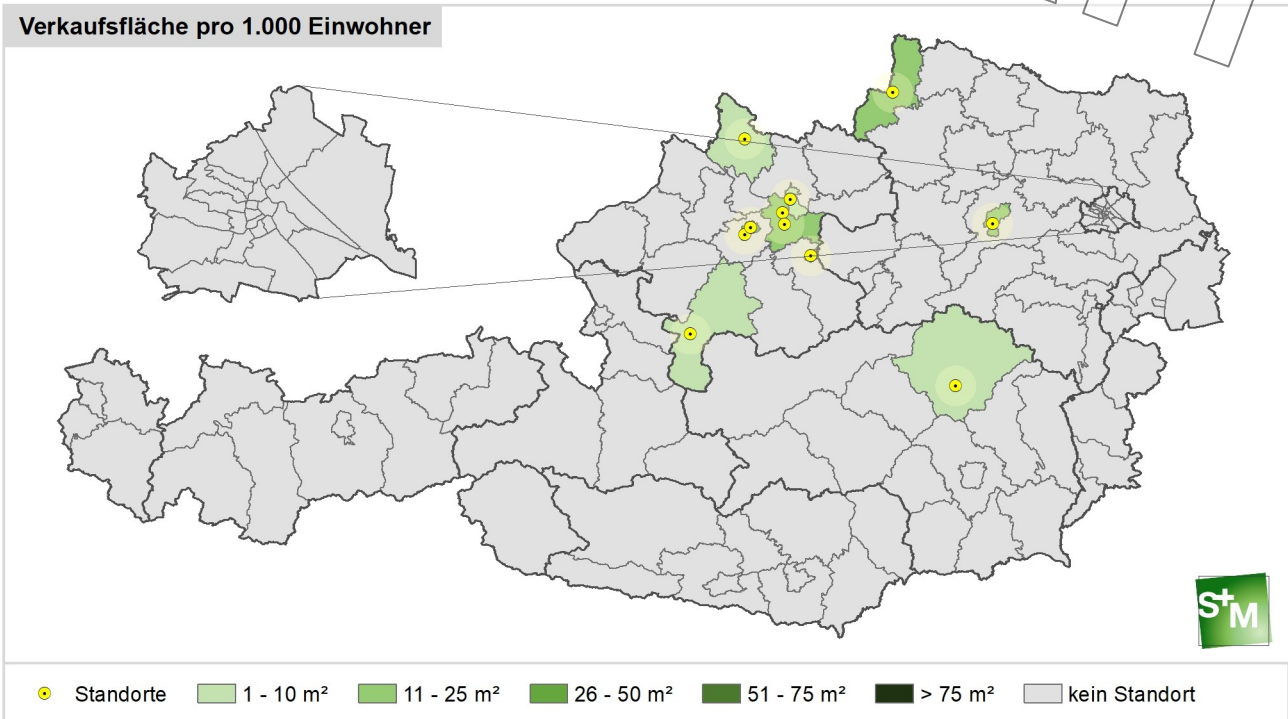 Verkaufsfläche pro 1.000 Einwohner
S+M
Standorte 1 - 10 m² 11 - 25 m² 26 - 50 m² 51 - 75 m² > 75 m² kein Standort